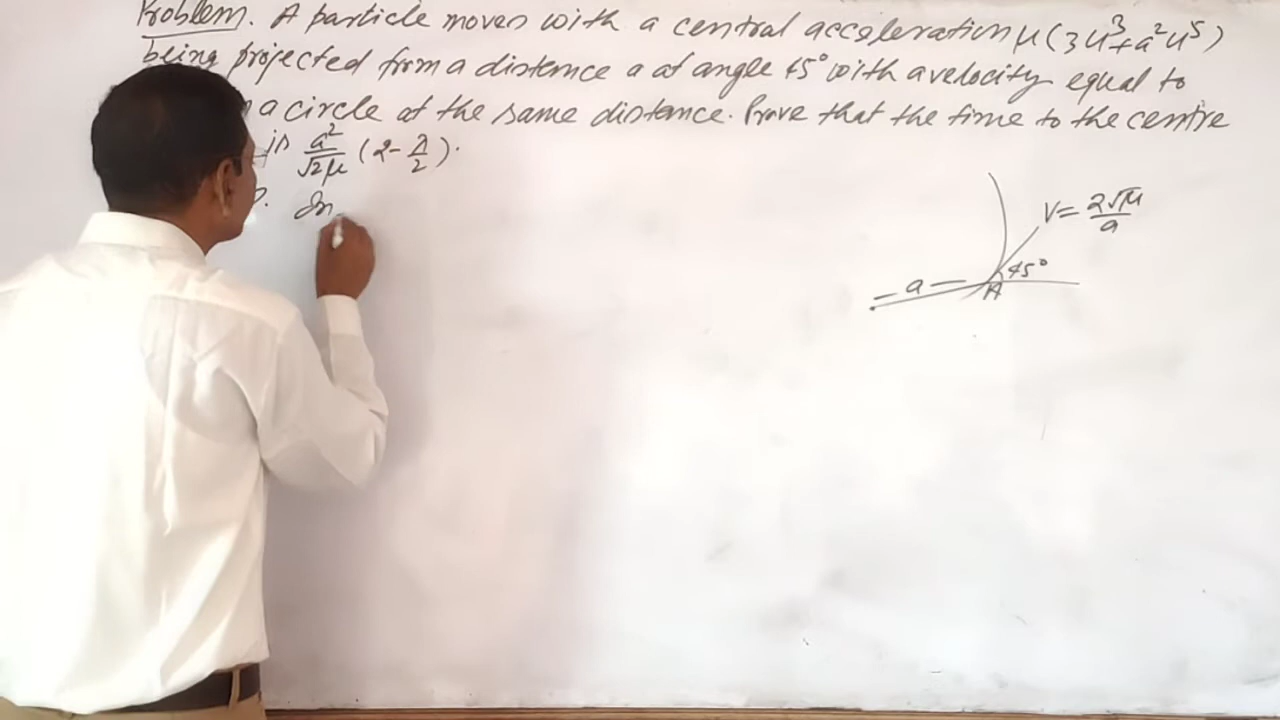 Problem. A particle moves with a central acceleration μ(3u³+a²u⁵)
being projected from a distance a at angle 45° with a velocity equal to
a circle at the same distance. Prove that the time to the centre
is a²/√2μ (2-π/2).
V= 2√μ/a
45°
a
A